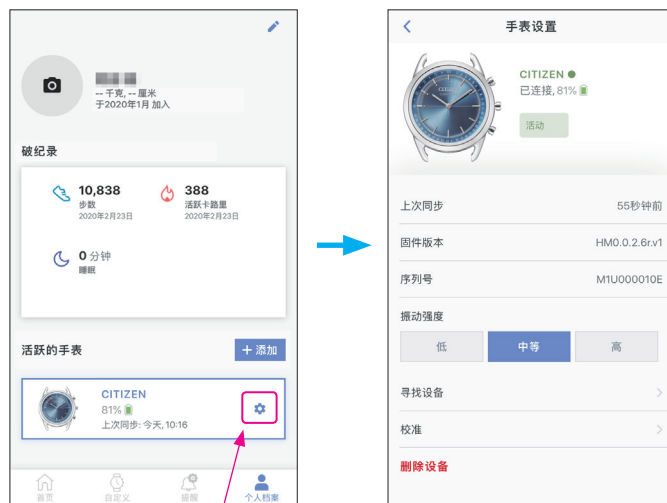 -- 千克, -- 厘米
于2020年1月 加入
破纪录
10,838
步数
2020年2月23日
388
活跃卡路里
2020年2月23日
0 分钟
睡眠
活跃的手表
+ 添加
CITIZEN
81%
上次同步: 今天, 10:16
首页
自定义
提醒
个人档案
手表设置
CITIZEN
已连接, 81%
活动
上次同步
55秒钟前
固件版本
HM0.0.2.6r.v1
序列号
M1U000010E
振动强度
低
中等
高
寻找设备
校准
删除设备